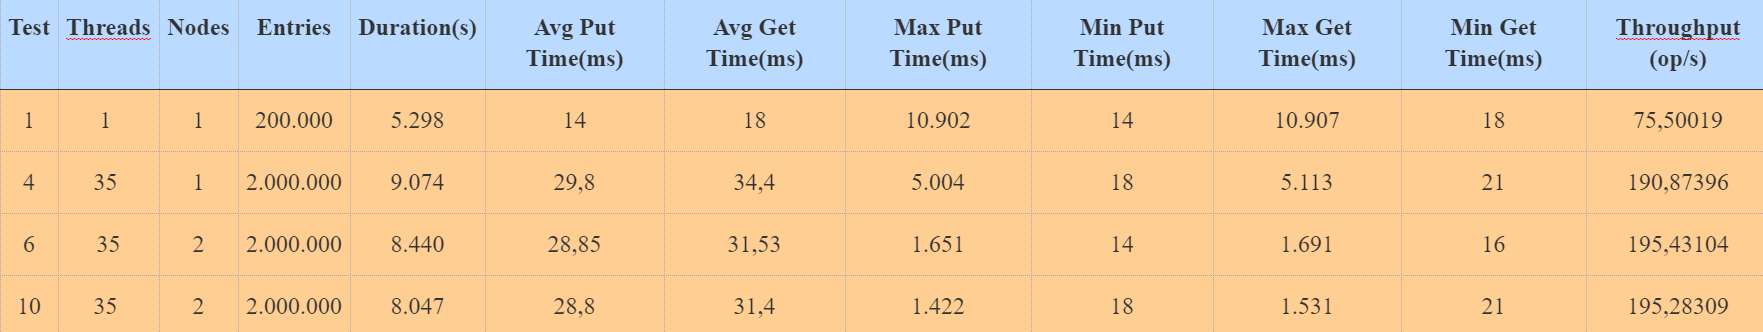 Test Threads Nodes Entries Duration(s) Avg Put Time(ms) Avg Get Time(ms) Max Put Time(ms) Min Put Time(ms) Max Get Time(ms) Min Get Time(ms) Throughput (op/s)
1 1 1 200.000 5.298 14 18 10.902 14 10.907 18 75,50019
4 35 1 2.000.000 9.074 29,8 34,4 5.004 18 5.113 21 190,87396
6 35 2 2.000.000 8.440 28,85 31,53 1.651 14 1.691 16 195,43104
10 35 2 2.000.000 8.047 28,8 31,4 1.422 18 1.531 21 195,28309